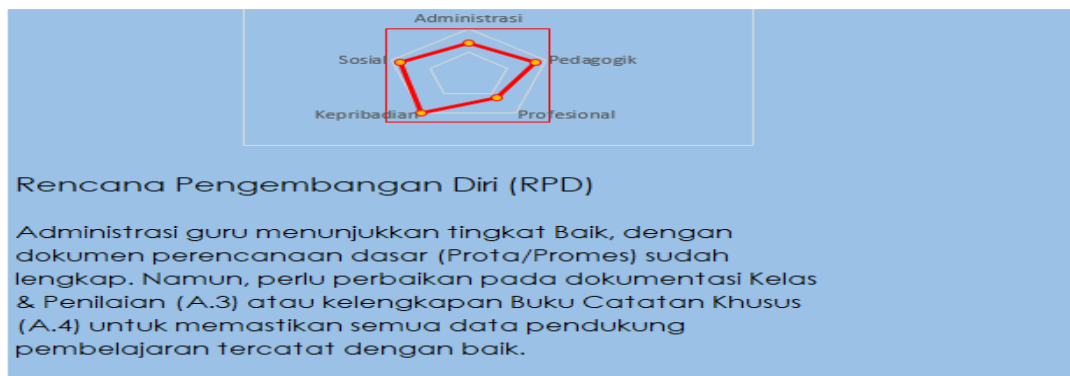 Administrasi
Sosial
Pedagogik
Kepribadian
Profesional
Rencana Pengembangan Diri (RPD)
Administrasi guru menunjukkan tingkat Baik, dengan
dokumen perencanaan dasar (Prota/Promes) sudah
lengkap. Namun, perlu perbaikan pada dokumentasi Kelas
& Penilaian (A.3) atau kelengkapan Buku Catatan Khusus
(A.4) untuk memastikan semua data pendukung
pembelajaran tercatat dengan baik.